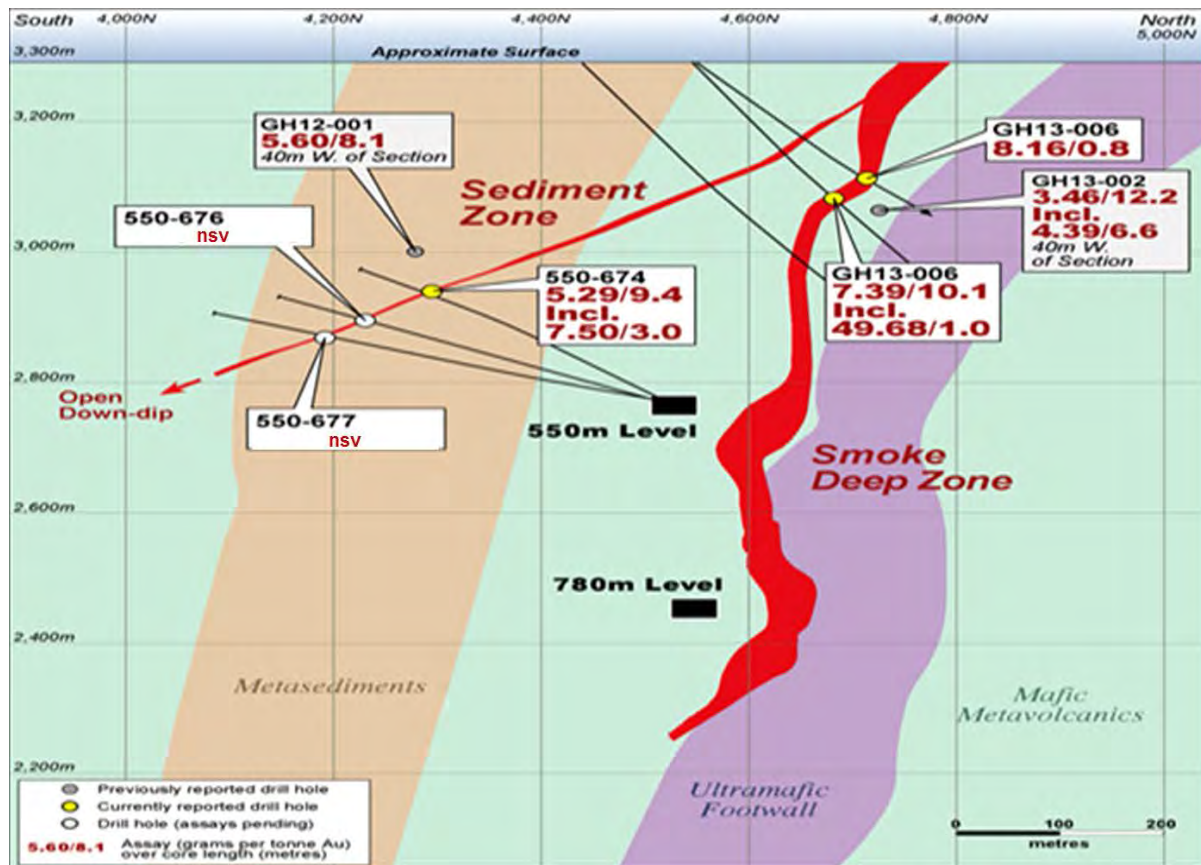 South 4,000N 4,200N 4,400N 4,600N 4,800N North
5,000N
3,300m Approximate Surface
3,200m
GH12-001
5.60/8.1
40m W. of Section
GH13-006
8.16/0.8
Sediment
Zone
GH13-002
3.46/12.2
Incl.
4.39/6.6
40m W.
of Section
550-676
nsv
3,000m
550-674
5.29/9.4
Incl.
7.50/3.0
GH13-006
7.39/10.1
Incl.
49.68/1.0
2,800m
Open
Down-dip
550-677
nsv
550m Level
Smoke
Deep Zone
2,600m
780m Level
2,400m
Metasediments
Mafic
Metavolcanics
2,200m
Ultramafic
Footwall
Previously reported drill hole
Currently reported drill hole
Drill hole (assays pending)
5.60/8.1 Assay (grams per tonne Au)
over core length (metres)
0 100 200
metres